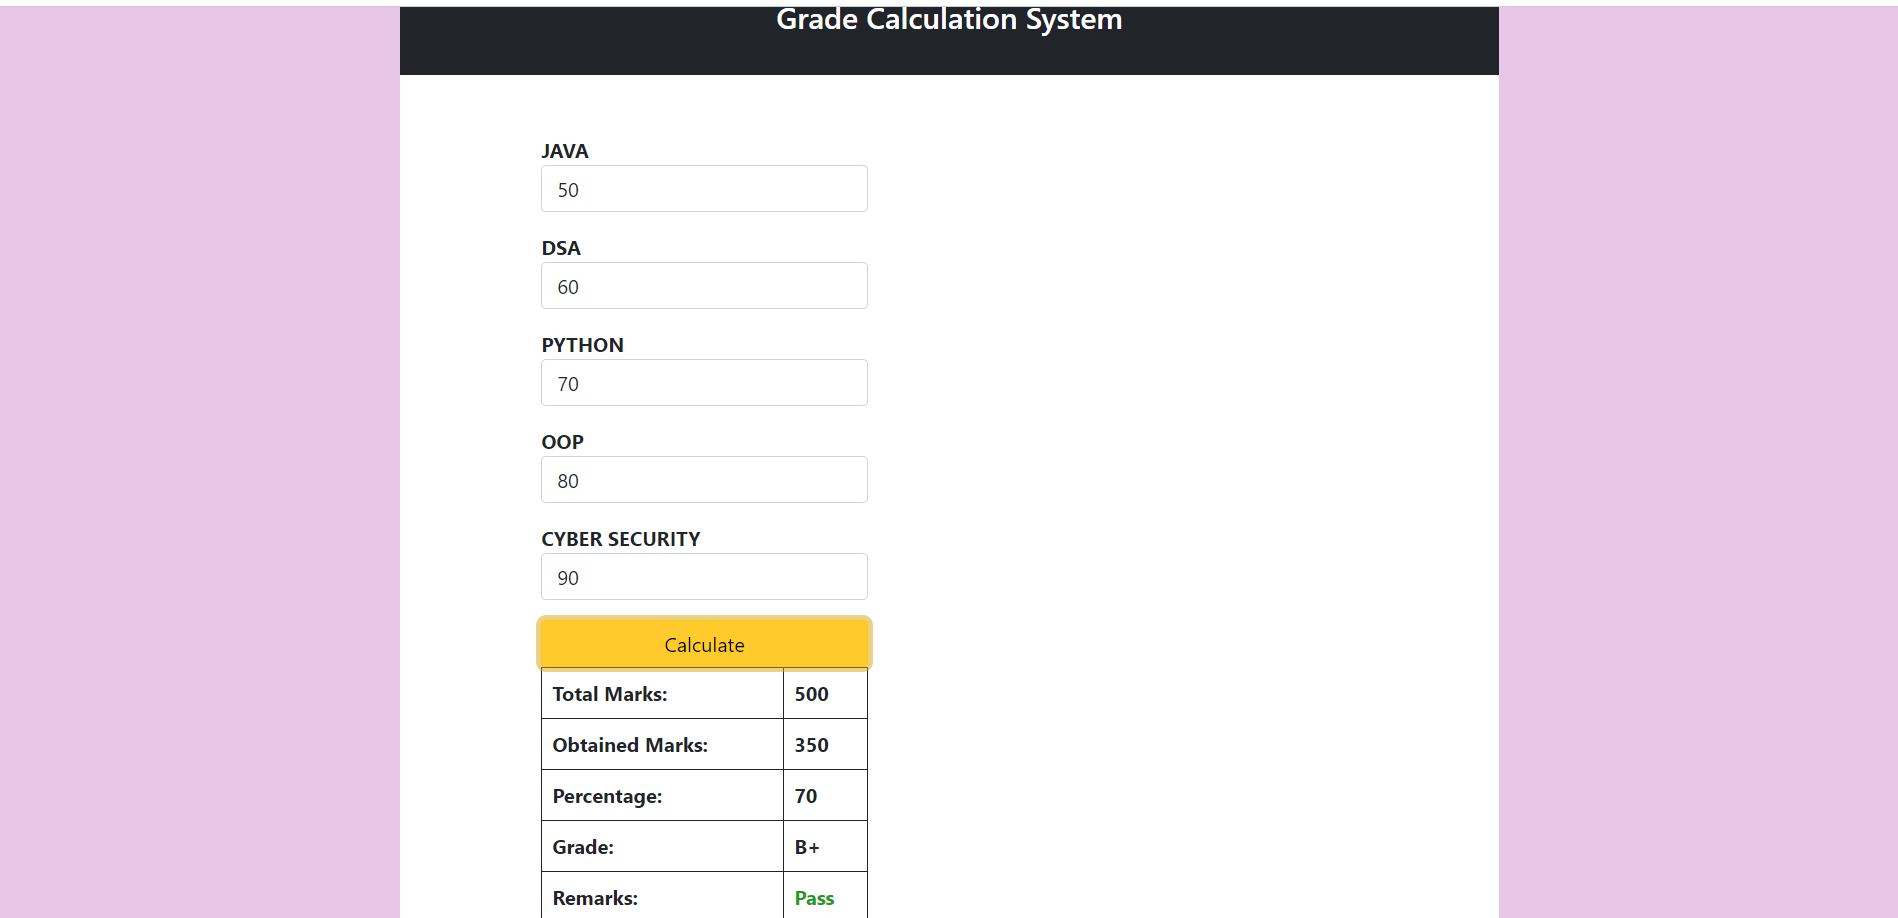 Grade Calculation System
JAVA
50
DSA
60
PYTHON
70
OOP
80
CYBER SECURITY
90
Calculate
Total Marks: 500
Obtained Marks: 350
Percentage: 70
Grade: B+
Remarks: Pass